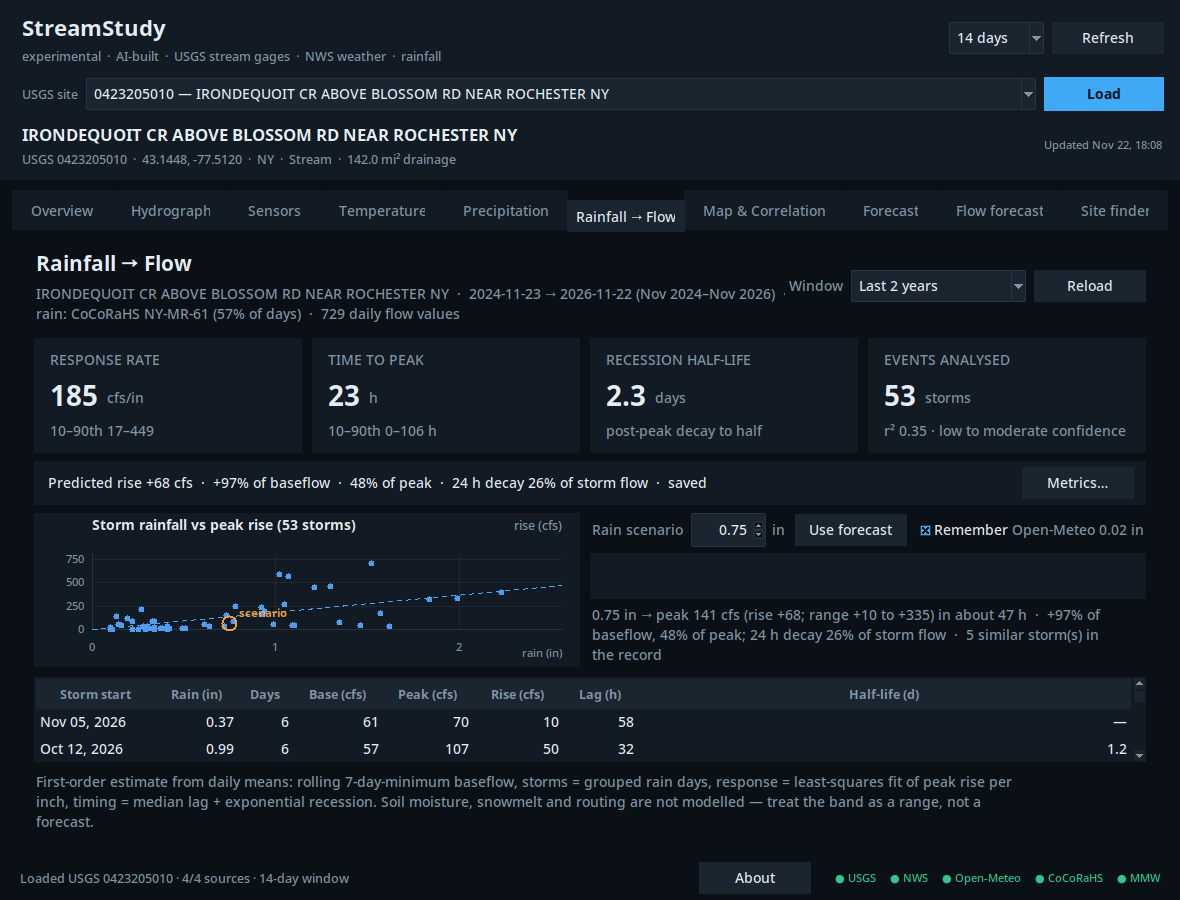 StreamStudy
experimental · AI-built · USGS stream gages · NWS weather · rainfall
14 days
Refresh
USGS site
0423205010 — IRONDEQUOIT CR ABOVE BLOSSOM RD NEAR ROCHESTER NY
Load
IRONDEQUOIT CR ABOVE BLOSSOM RD NEAR ROCHESTER NY
USGS 0423205010 · 43.1448, -77.5120 · NY · Stream · 142.0 mi² drainage
Updated Nov 22, 18:08
Overview
Hydrograph
Sensors
Temperature
Precipitation
Rainfall → Flow
Map & Correlation
Forecast
Flow forecast
Site finder
Rainfall → Flow
IRONDEQUOIT CR ABOVE BLOSSOM RD NEAR ROCHESTER NY · 2024-11-23 → 2026-11-22 (Nov 2024–Nov 2026) ·
rain: CoCoRaHS NY-MR-61 (57% of days) · 729 daily flow values
Window
Last 2 years
Reload
RESPONSE RATE
185 cfs/in
10–90th 17–449
TIME TO PEAK
23 h
10–90th 0–106 h
RECESSION HALF-LIFE
2.3 days
post-peak decay to half
EVENTS ANALYSED
53 storms
r² 0.35 · low to moderate confidence
Predicted rise +68 cfs · +97% of baseflow · 48% of peak · 24 h decay 26% of storm flow · saved
Metrics...
Storm rainfall vs peak rise (53 storms)
rise (cfs)
750
500
250
0
scenario
0
1
2
rain (in)
Rain scenario
0.75
in
Use forecast
Remember
Open-Meteo 0.02 in
0.75 in → peak 141 cfs (rise +68; range +10 to +335) in about 47 h · +97% of
baseflow, 48% of peak; 24 h decay 26% of storm flow · 5 similar storm(s) in
the record
Storm start Rain (in) Days Base (cfs) Peak (cfs) Rise (cfs) Lag (h) Half-life (d)
Nov 05, 2026 0.37 6 61 70 10 58 —
Oct 12, 2026 0.99 6 57 107 50 32 1.2
First-order estimate from daily means: rolling 7-day-minimum baseflow, storms = grouped rain days, response = least-squares fit of peak rise per
inch, timing = median lag + exponential recession. Soil moisture, snowmelt and routing are not modelled — treat the band as a range, not a
forecast.
Loaded USGS 0423205010 · 4/4 sources · 14-day window
About
USGS
NWS
Open-Meteo
CoCoRaHS
MMW